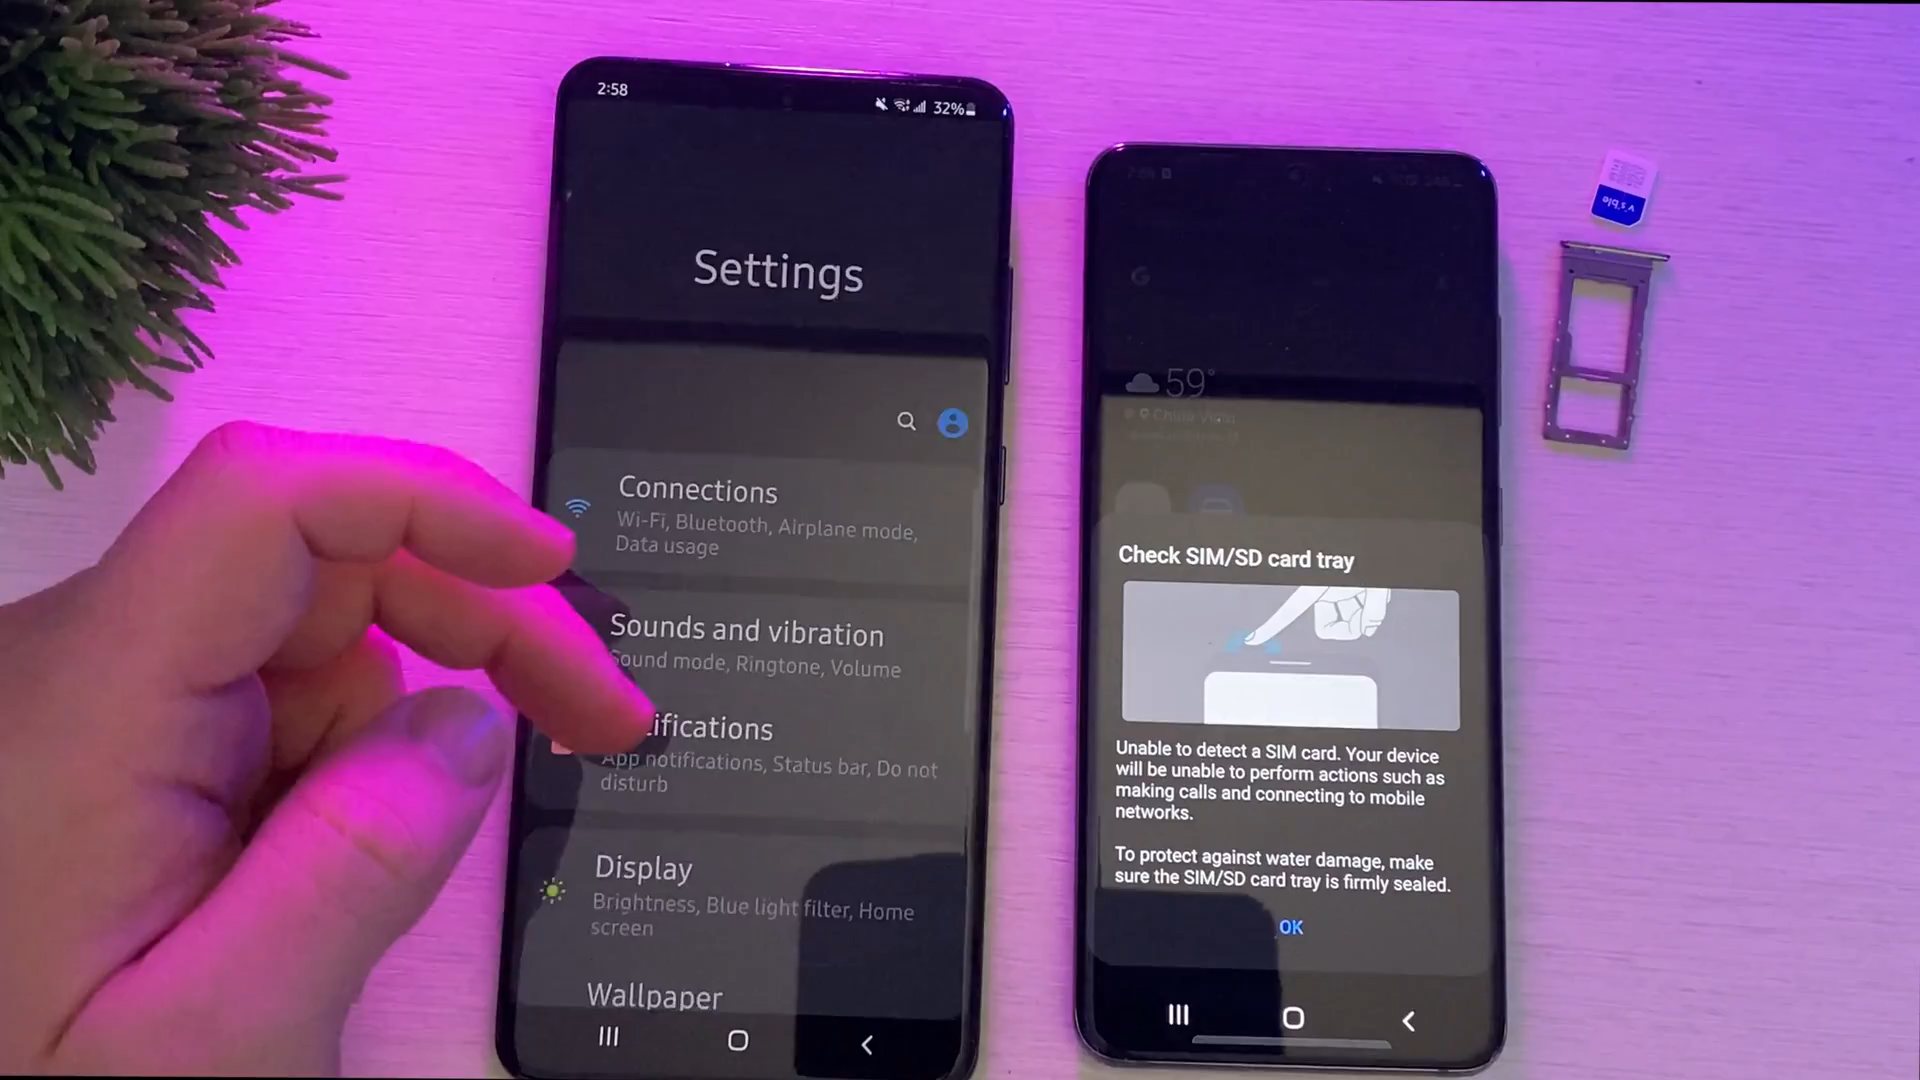 2:58
32%
Settings
Connections
Wi-Fi, Bluetooth, Airplane mode,
Data usage
Sounds and vibration
Sound mode, Ringtone, Volume
ifications
App notifications, Status bar, Do not
disturb
Display
Brightness, Blue light filter, Home
screen
Wallpaper
G
59°
Check SIM/SD card tray
Unable to detect a SIM card. Your device
will be unable to perform actions such as
making calls and connecting to mobile
networks.
To protect against water damage, make
sure the SIM/SD card tray is firmly sealed.
OK
v*s*ble